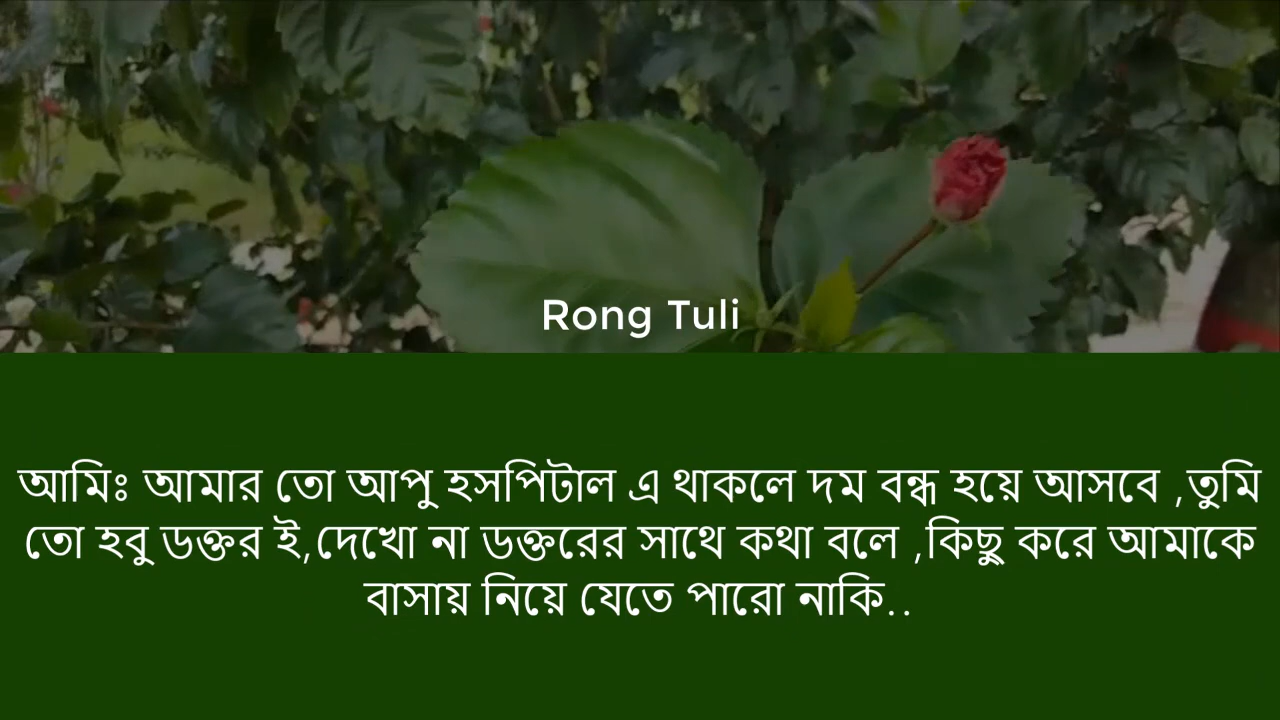 Rong Tuli
আমিঃ আমার তো আপু হসপিটাল এ থাকলে দম বন্ধ হয়ে আসবে ,তুমি
তো হবু ডক্তর ই,দেখো না ডক্তরের সাথে কথা বলে ,কিছু করে আমাকে
বাসায় নিয়ে যেতে পারো নাকি..